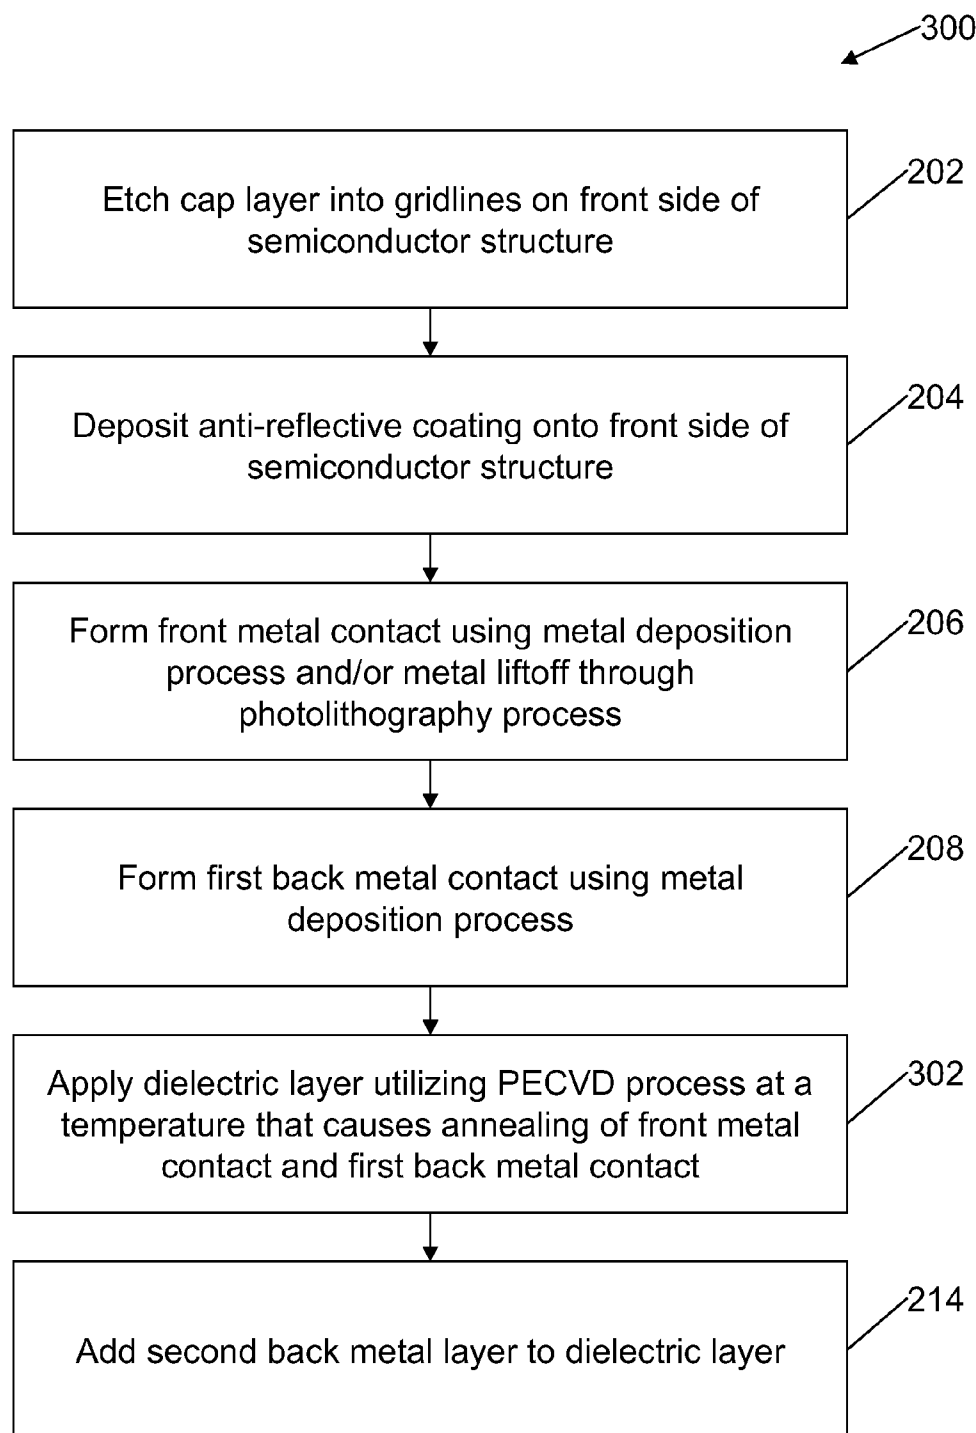 300
Etch cap layer into gridlines on front side of
semiconductor structure
202
Deposit anti-reflective coating onto front side of
semiconductor structure
204
Form front metal contact using metal deposition
process and/or metal liftoff through
photolithography process
206
Form first back metal contact using metal
deposition process
208
Apply dielectric layer utilizing PECVD process at a
temperature that causes annealing of front metal
contact and first back metal contact
302
Add second back metal layer to dielectric layer
214